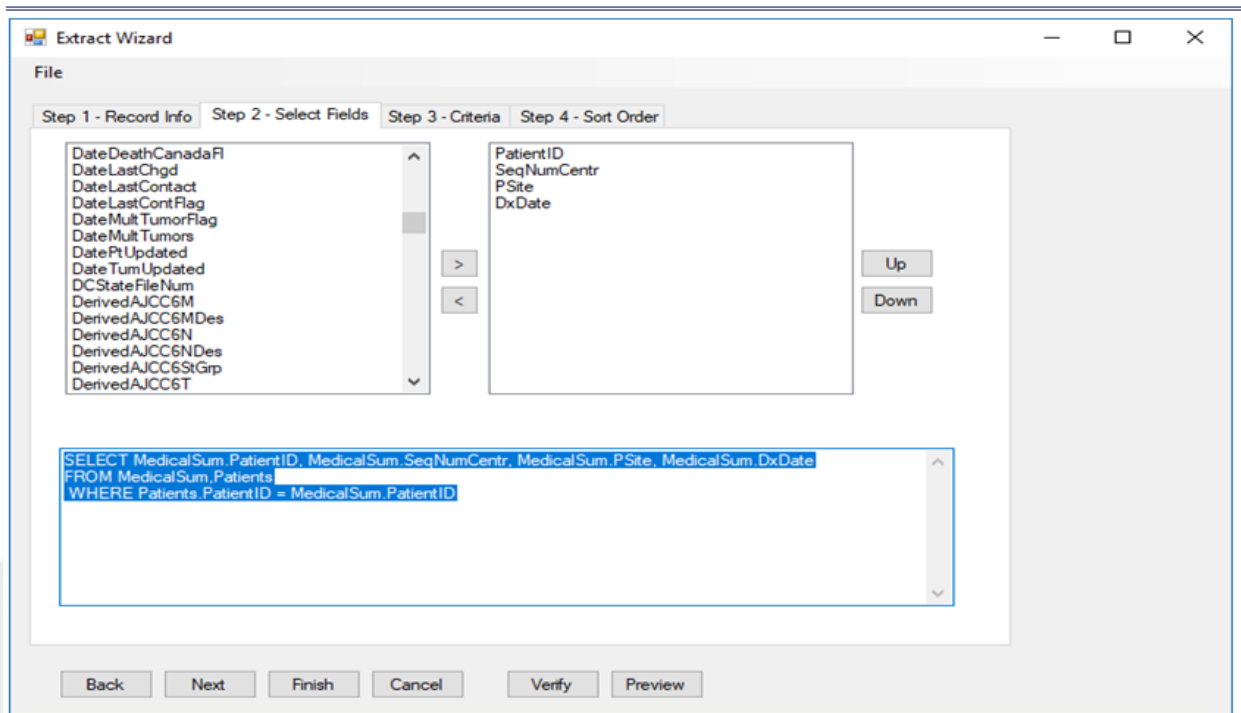 Extract Wizard
File
Step 1 - Record Info
Step 2 - Select Fields
Step 3 - Criteria
Step 4 - Sort Order
DateDeathCanadaFl
DateLastChgd
DateLastContact
DateLastContFlag
DateMultTumorFlag
DateMultTumors
DatePtUpdated
DateTumUpdated
DCStateFileNum
DerivedAJCC6M
DerivedAJCC6MDes
DerivedAJCC6N
DerivedAJCC6NDes
DerivedAJCC6StGrp
DerivedAJCC6T
>
<
PatientID
SeqNumCentr
PSite
DxDate
Up
Down
SELECT MedicalSum.PatientID, MedicalSum.SeqNumCentr, MedicalSum.PSite, MedicalSum.DxDate
FROM MedicalSum,Patients
WHERE Patients.PatientID = MedicalSum.PatientID
Back
Next
Finish
Cancel
Verify
Preview